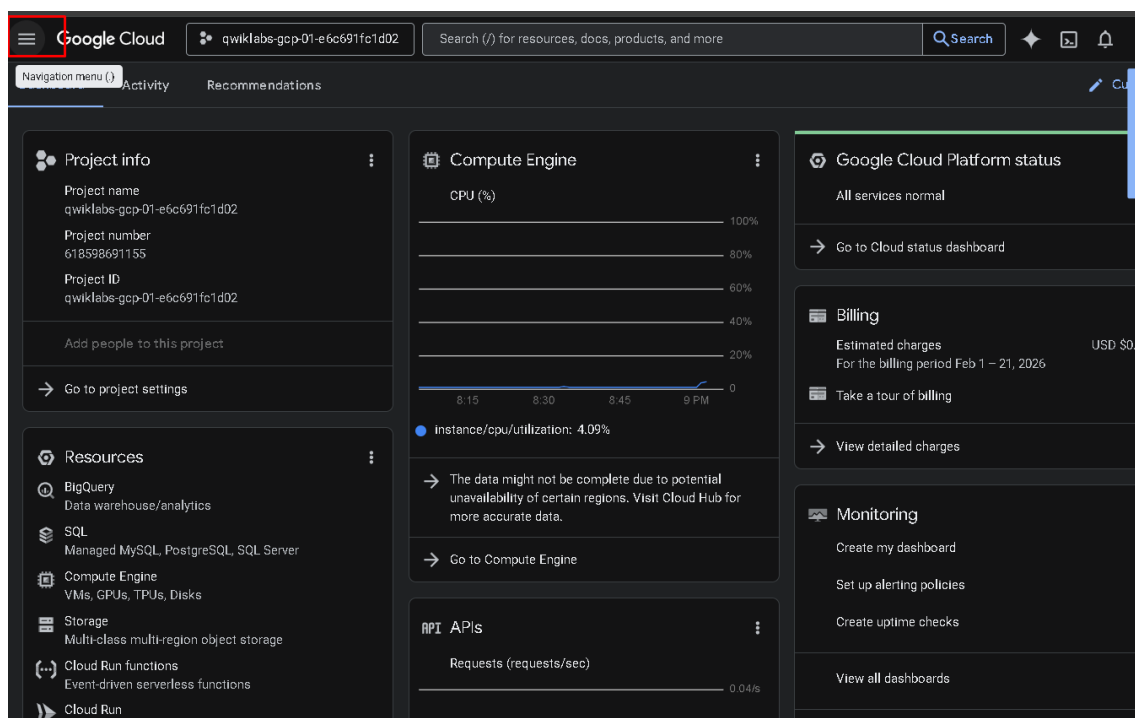 Google Cloud
qwiklabs-gcp-01-e6c691fc1d02
Search (/) for resources, docs, products, and more
Search
Navigation menu (.)
Activity
Recommendations
Project info
Project name
qwiklabs-gcp-01-e6c691fc1d02
Project number
618598691155
Project ID
qwiklabs-gcp-01-e6c691fc1d02
Add people to this project
Go to project settings
Resources
BigQuery
Data warehouse/analytics
SQL
Managed MySQL, PostgreSQL, SQL Server
Compute Engine
VMs, GPUs, TPUs, Disks
Storage
Multi-class multi-region object storage
Cloud Run functions
Event-driven serverless functions
Cloud Run
Compute Engine
CPU (%)
100%
80%
60%
40%
20%
0
8:15 8:30 8:45 9 PM
instance/cpu/utilization: 4.09%
The data might not be complete due to potential
unavailability of certain regions. Visit Cloud Hub for
more accurate data.
Go to Compute Engine
API APIs
Requests (requests/sec)
0.04/s
Google Cloud Platform status
All services normal
Go to Cloud status dashboard
Billing
Estimated charges USD $0.
For the billing period Feb 1 – 21, 2026
Take a tour of billing
View detailed charges
Monitoring
Create my dashboard
Set up alerting policies
Create uptime checks
View all dashboards